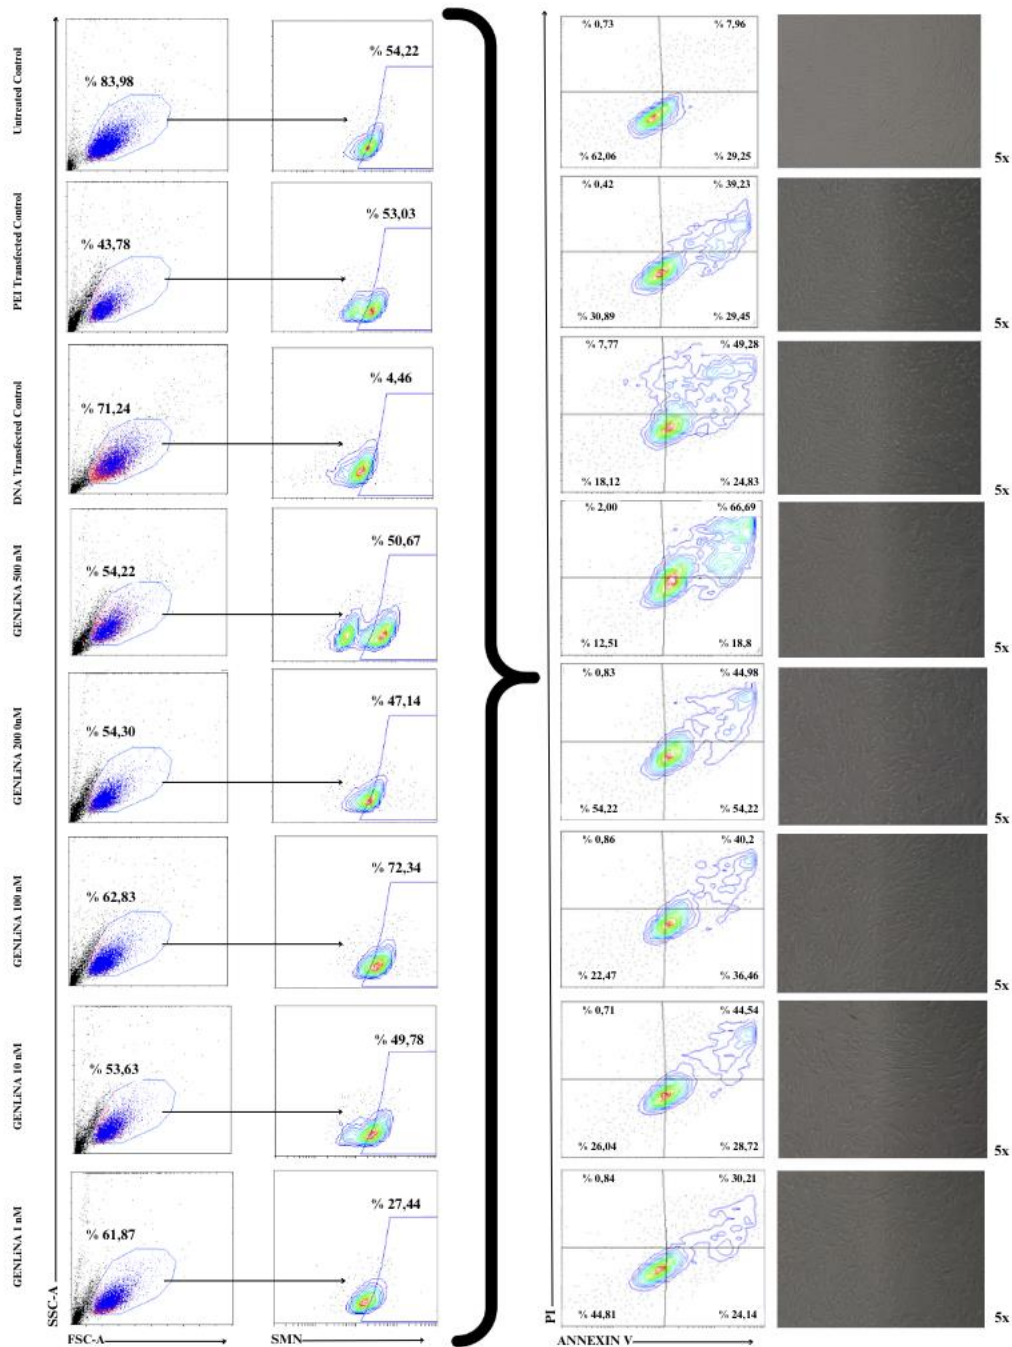 Untreated Control
% 83,98
% 54,22
% 0,73
% 7,96
% 62,06
% 29,25
5x
PEI Transfected Control
% 43,78
% 53,03
% 0,42
% 39,23
% 30,89
% 29,45
5x
DNA Transfected Control
% 71,24
% 4,46
% 7,77
% 49,28
% 18,12
% 24,83
5x
GENLiNA 500 nM
% 54,22
% 50,67
% 2,00
% 66,69
% 12,51
% 18,8
5x
GENLiNA 200 0nM
% 54,30
% 47,14
% 0,83
% 44,98
% 54,22
% 54,22
5x
GENLiNA 100 nM
% 62,83
% 72,34
% 0,86
% 40,2
% 22,47
% 36,46
5x
GENLiNA 10 nM
% 53,63
% 49,78
% 0,71
% 44,54
% 26,04
% 28,72
5x
GENLiNA 1 nM
% 61,87
% 27,44
% 0,84
% 30,21
% 44,81
% 24,14
5x
SSC-A
FSC-A
SMN
PI
ANNEXIN V